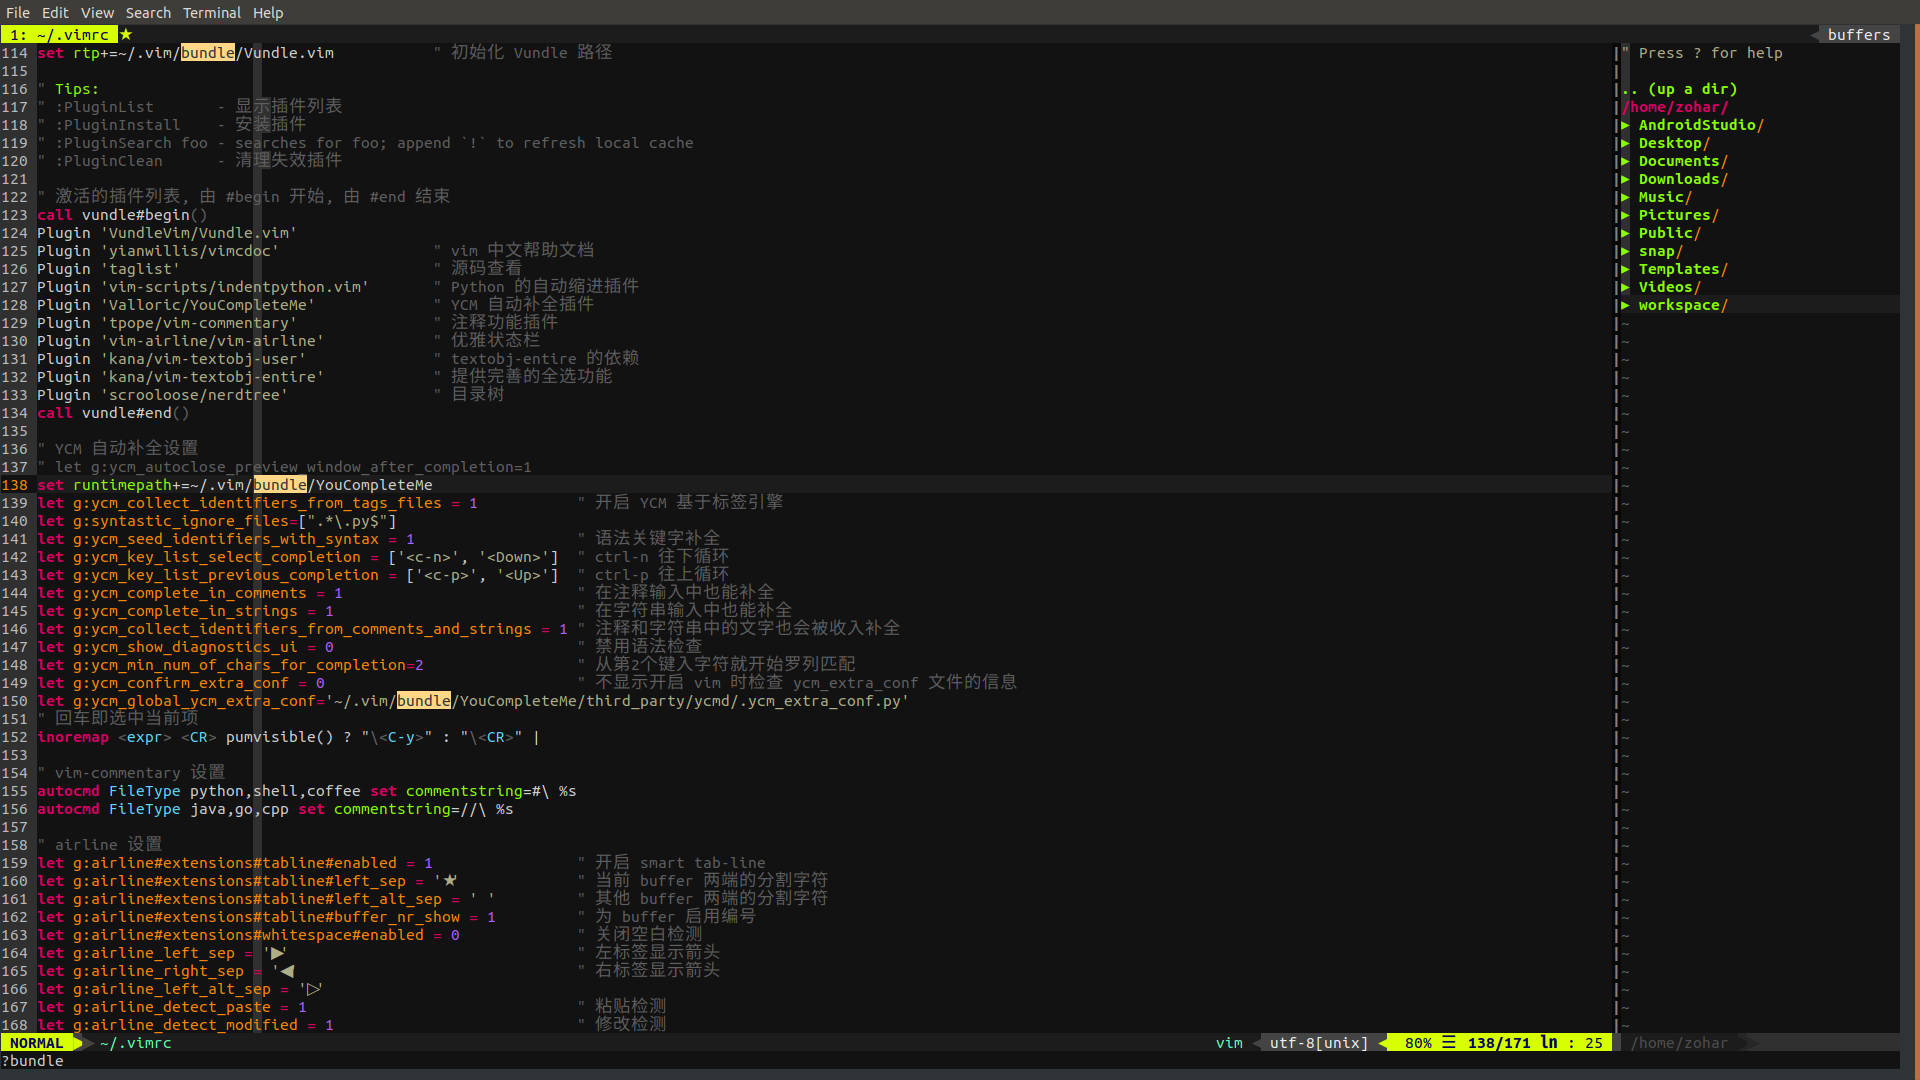 File Edit View Search Terminal Help
1: ~/.vimrc ★ buffers
114 set rtp+=~/.vim/bundle/Vundle.vim " 初始化 Vundle 路径
115
116 " Tips:
117 " :PluginList - 显示插件列表
118 " :PluginInstall - 安装插件
119 " :PluginSearch foo - searches for foo; append `!` to refresh local cache
120 " :PluginClean - 清理失效插件
121
122 " 激活的插件列表, 由 #begin 开始, 由 #end 结束
123 call vundle#begin()
124 Plugin 'VundleVim/Vundle.vim'
125 Plugin 'yianwillis/vimcdoc' " vim 中文帮助文档
126 Plugin 'taglist' " 源码查看
127 Plugin 'vim-scripts/indentpython.vim' " Python 的自动缩进插件
128 Plugin 'Valloric/YouCompleteMe' " YCM 自动补全插件
129 Plugin 'tpope/vim-commentary' " 注释功能插件
130 Plugin 'vim-airline/vim-airline' " 优雅状态栏
131 Plugin 'kana/vim-textobj-user' " textobj-entire 的依赖
132 Plugin 'kana/vim-textobj-entire' " 提供完善的全选功能
133 Plugin 'scrooloose/nerdtree' " 目录树
134 call vundle#end()
135
136 " YCM 自动补全设置
137 " let g:ycm_autoclose_preview_window_after_completion=1
138 set runtimepath+=~/.vim/bundle/YouCompleteMe
139 let g:ycm_collect_identifiers_from_tags_files = 1 " 开启 YCM 基于标签引擎
140 let g:syntastic_ignore_files=[".*\.py$"]
141 let g:ycm_seed_identifiers_with_syntax = 1 " 语法关键字补全
142 let g:ycm_key_list_select_completion = ['<c-n>', '<Down>'] " ctrl-n 往下循环
143 let g:ycm_key_list_previous_completion = ['<c-p>', '<Up>'] " ctrl-p 往上循环
144 let g:ycm_complete_in_comments = 1 " 在注释输入中也能补全
145 let g:ycm_complete_in_strings = 1 " 在字符串输入中也能补全
146 let g:ycm_collect_identifiers_from_comments_and_strings = 1 " 注释和字符串中的文字也会被收入补全
147 let g:ycm_show_diagnostics_ui = 0 " 禁用语法检查
148 let g:ycm_min_num_of_chars_for_completion=2 " 从第2个键入字符就开始罗列匹配
149 let g:ycm_confirm_extra_conf = 0 " 不显示开启 vim 时检查 ycm_extra_conf 文件的信息
150 let g:ycm_global_ycm_extra_conf='~/.vim/bundle/YouCompleteMe/third_party/ycmd/.ycm_extra_conf.py'
151 " 回车即选中当前项
152 inoremap <expr> <CR> pumvisible() ? "\<C-y>" : "\<CR>" |
153
154 " vim-commentary 设置
155 autocmd FileType python,shell,coffee set commentstring=#\ %s
156 autocmd FileType java,go,cpp set commentstring=//\ %s
157
158 " airline 设置
159 let g:airline#extensions#tabline#enabled = 1 " 开启 smart tab-line
160 let g:airline#extensions#tabline#left_sep = '★' " 当前 buffer 两端的分割字符
161 let g:airline#extensions#tabline#left_alt_sep = ' ' " 其他 buffer 两端的分割字符
162 let g:airline#extensions#tabline#buffer_nr_show = 1 " 为 buffer 启用编号
163 let g:airline#extensions#whitespace#enabled = 0 " 关闭空白检测
164 let g:airline_left_sep = '▶' " 左标签显示箭头
165 let g:airline_right_sep = '◀ " 右标签显示箭头
166 let g:airline_left_alt_sep = '▷'
167 let g:airline_detect_paste = 1 " 粘贴检测
168 let g:airline_detect_modified = 1 " 修改检测
" Press ? for help
.. (up a dir)
/home/zohar/
▶ AndroidStudio/
▶ Desktop/
▶ Documents/
▶ Downloads/
▶ Music/
▶ Pictures/
▶ Public/
▶ snap/
▶ Templates/
▶ Videos/
▶ workspace/
NORMAL ~/.vimrc vim utf-8[unix] 80% ☰ 138/171 ln : 25 /home/zohar
?bundle